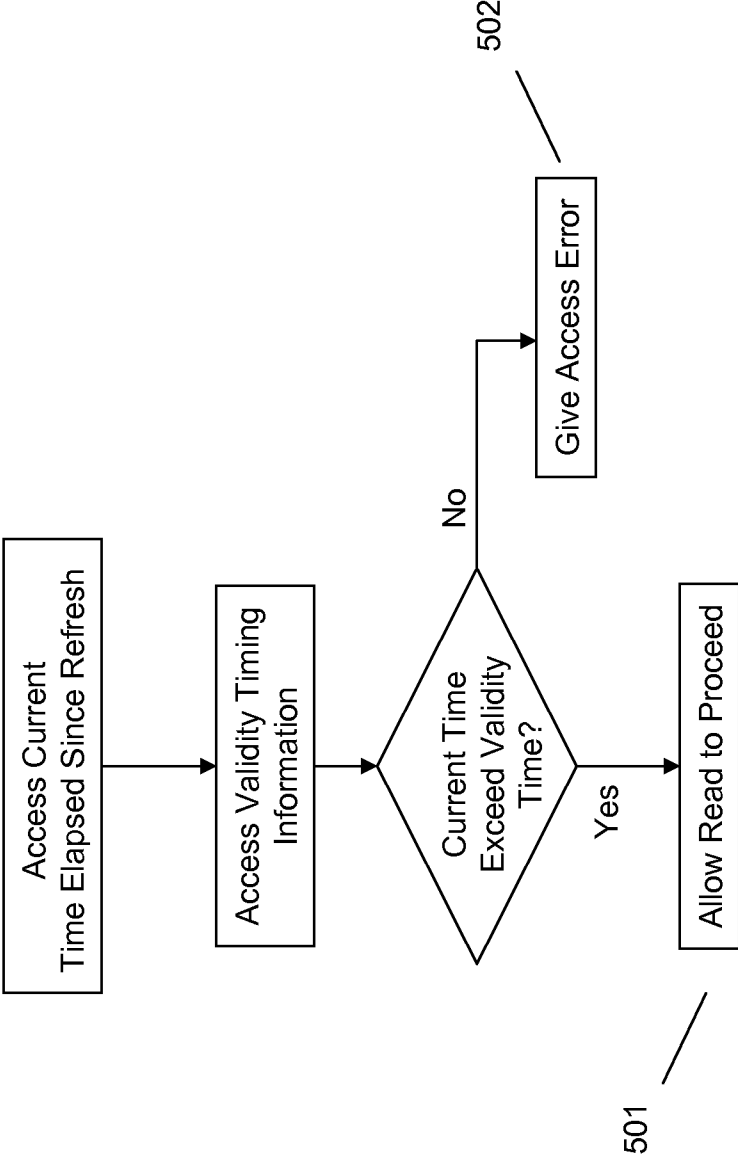 Access Current
Time Elapsed Since Refresh
Access Validity Timing
Information
Current Time
Exceed Validity
Time?
No
Give Access Error
502
Yes
Allow Read to Proceed
501